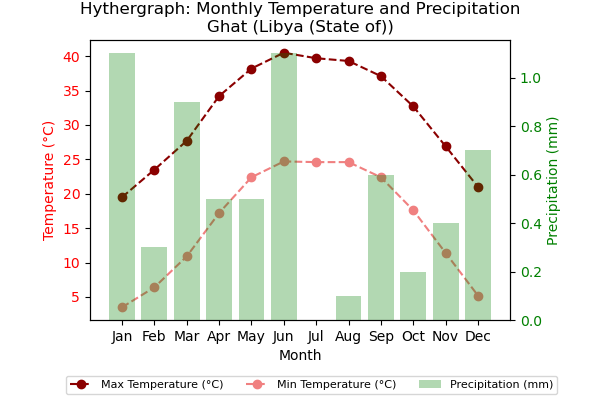 Hythergraph: Monthly Temperature and Precipitation
Ghat (Libya (State of))
40
35
30
25
20
15
10
5
Temperature (°C)
1.0
0.8
0.6
0.4
0.2
0.0
Precipitation (mm)
Jan Feb Mar Apr May Jun Jul Aug Sep Oct Nov Dec
Month
Max Temperature (°C) Min Temperature (°C) Precipitation (mm)